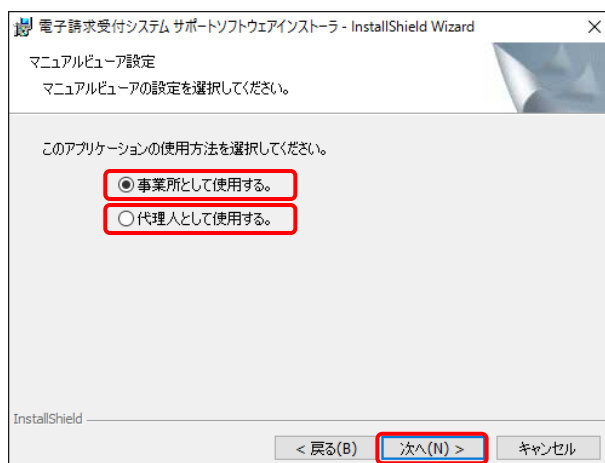 電子請求受付システム サポートソフトウェアインストーラ - InstallShield Wizard
マニュアルビューア設定
マニュアルビューアの設定を選択してください。
このアプリケーションの使用方法を選択してください。
事業所として使用する。
代理人として使用する。
InstallShield
< 戻る(B)
次へ(N) >
キャンセル